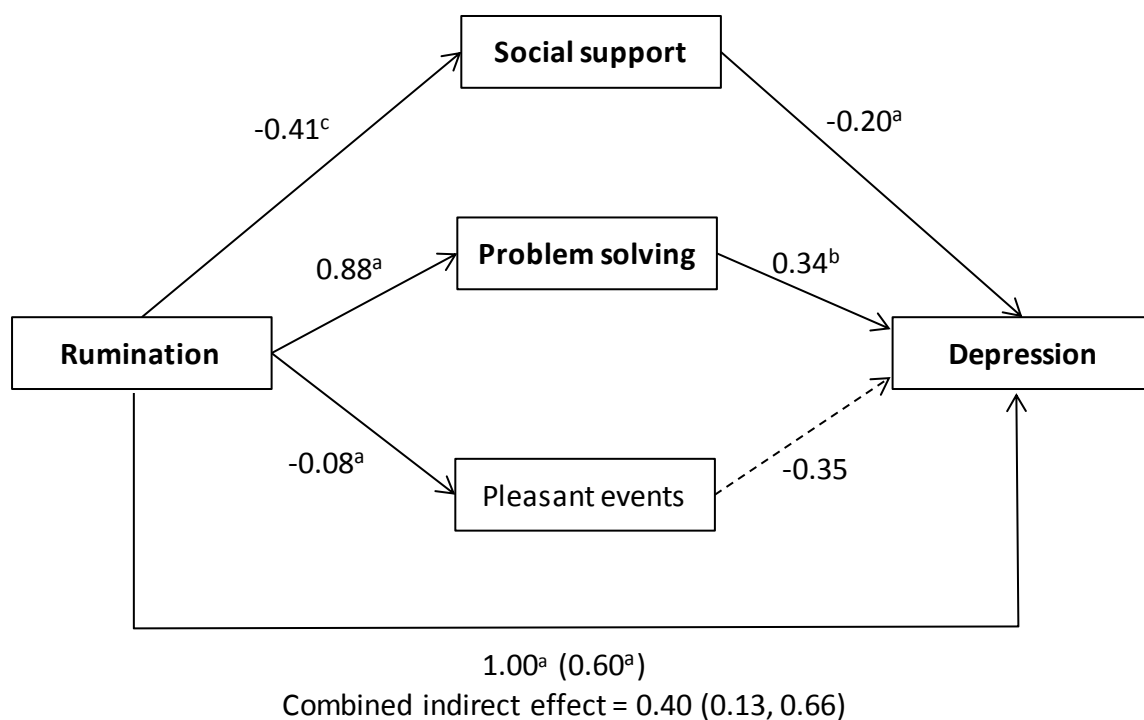 Social support
-0.41ᶜ
-0.20ᵃ
Problem solving
0.88ᵃ
0.34ᵇ
Rumination
Depression
-0.08ᵃ
Pleasant events
-0.35
1.00ᵃ (0.60ᵃ)
Combined indirect effect = 0.40 (0.13, 0.66)